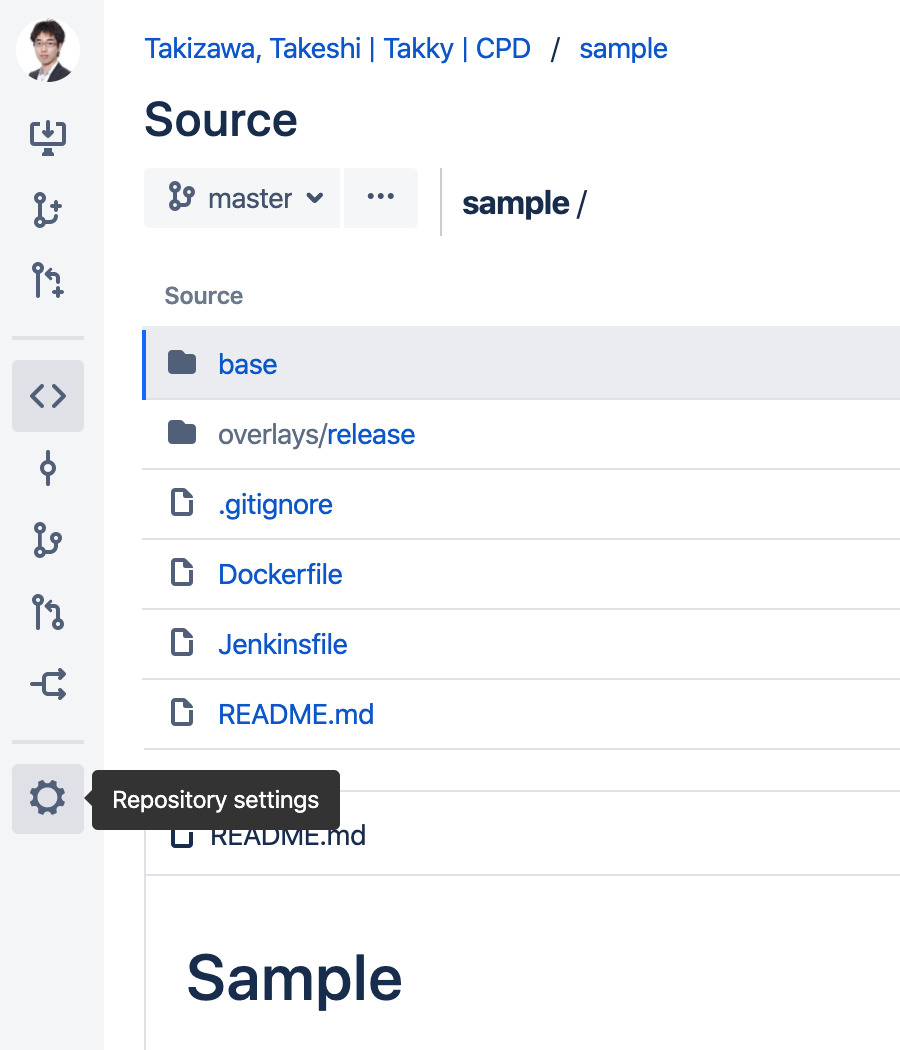 Takizawa, Takeshi | Takky | CPD / sample
Source
master ...
sample /
Source
base
overlays/release
.gitignore
Dockerfile
Jenkinsfile
README.md
Repository settings
README.md
Sample